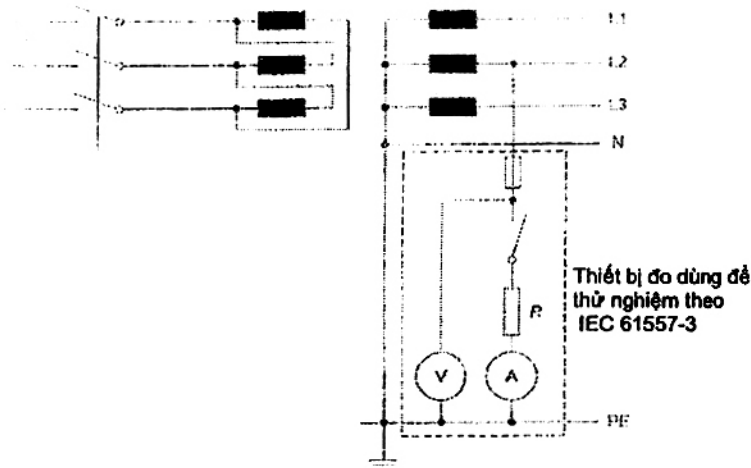 L1
L2
L3
N
Thiết bị đo dùng để
thử nghiệm theo
IEC 61557-3
R
V
A
PE